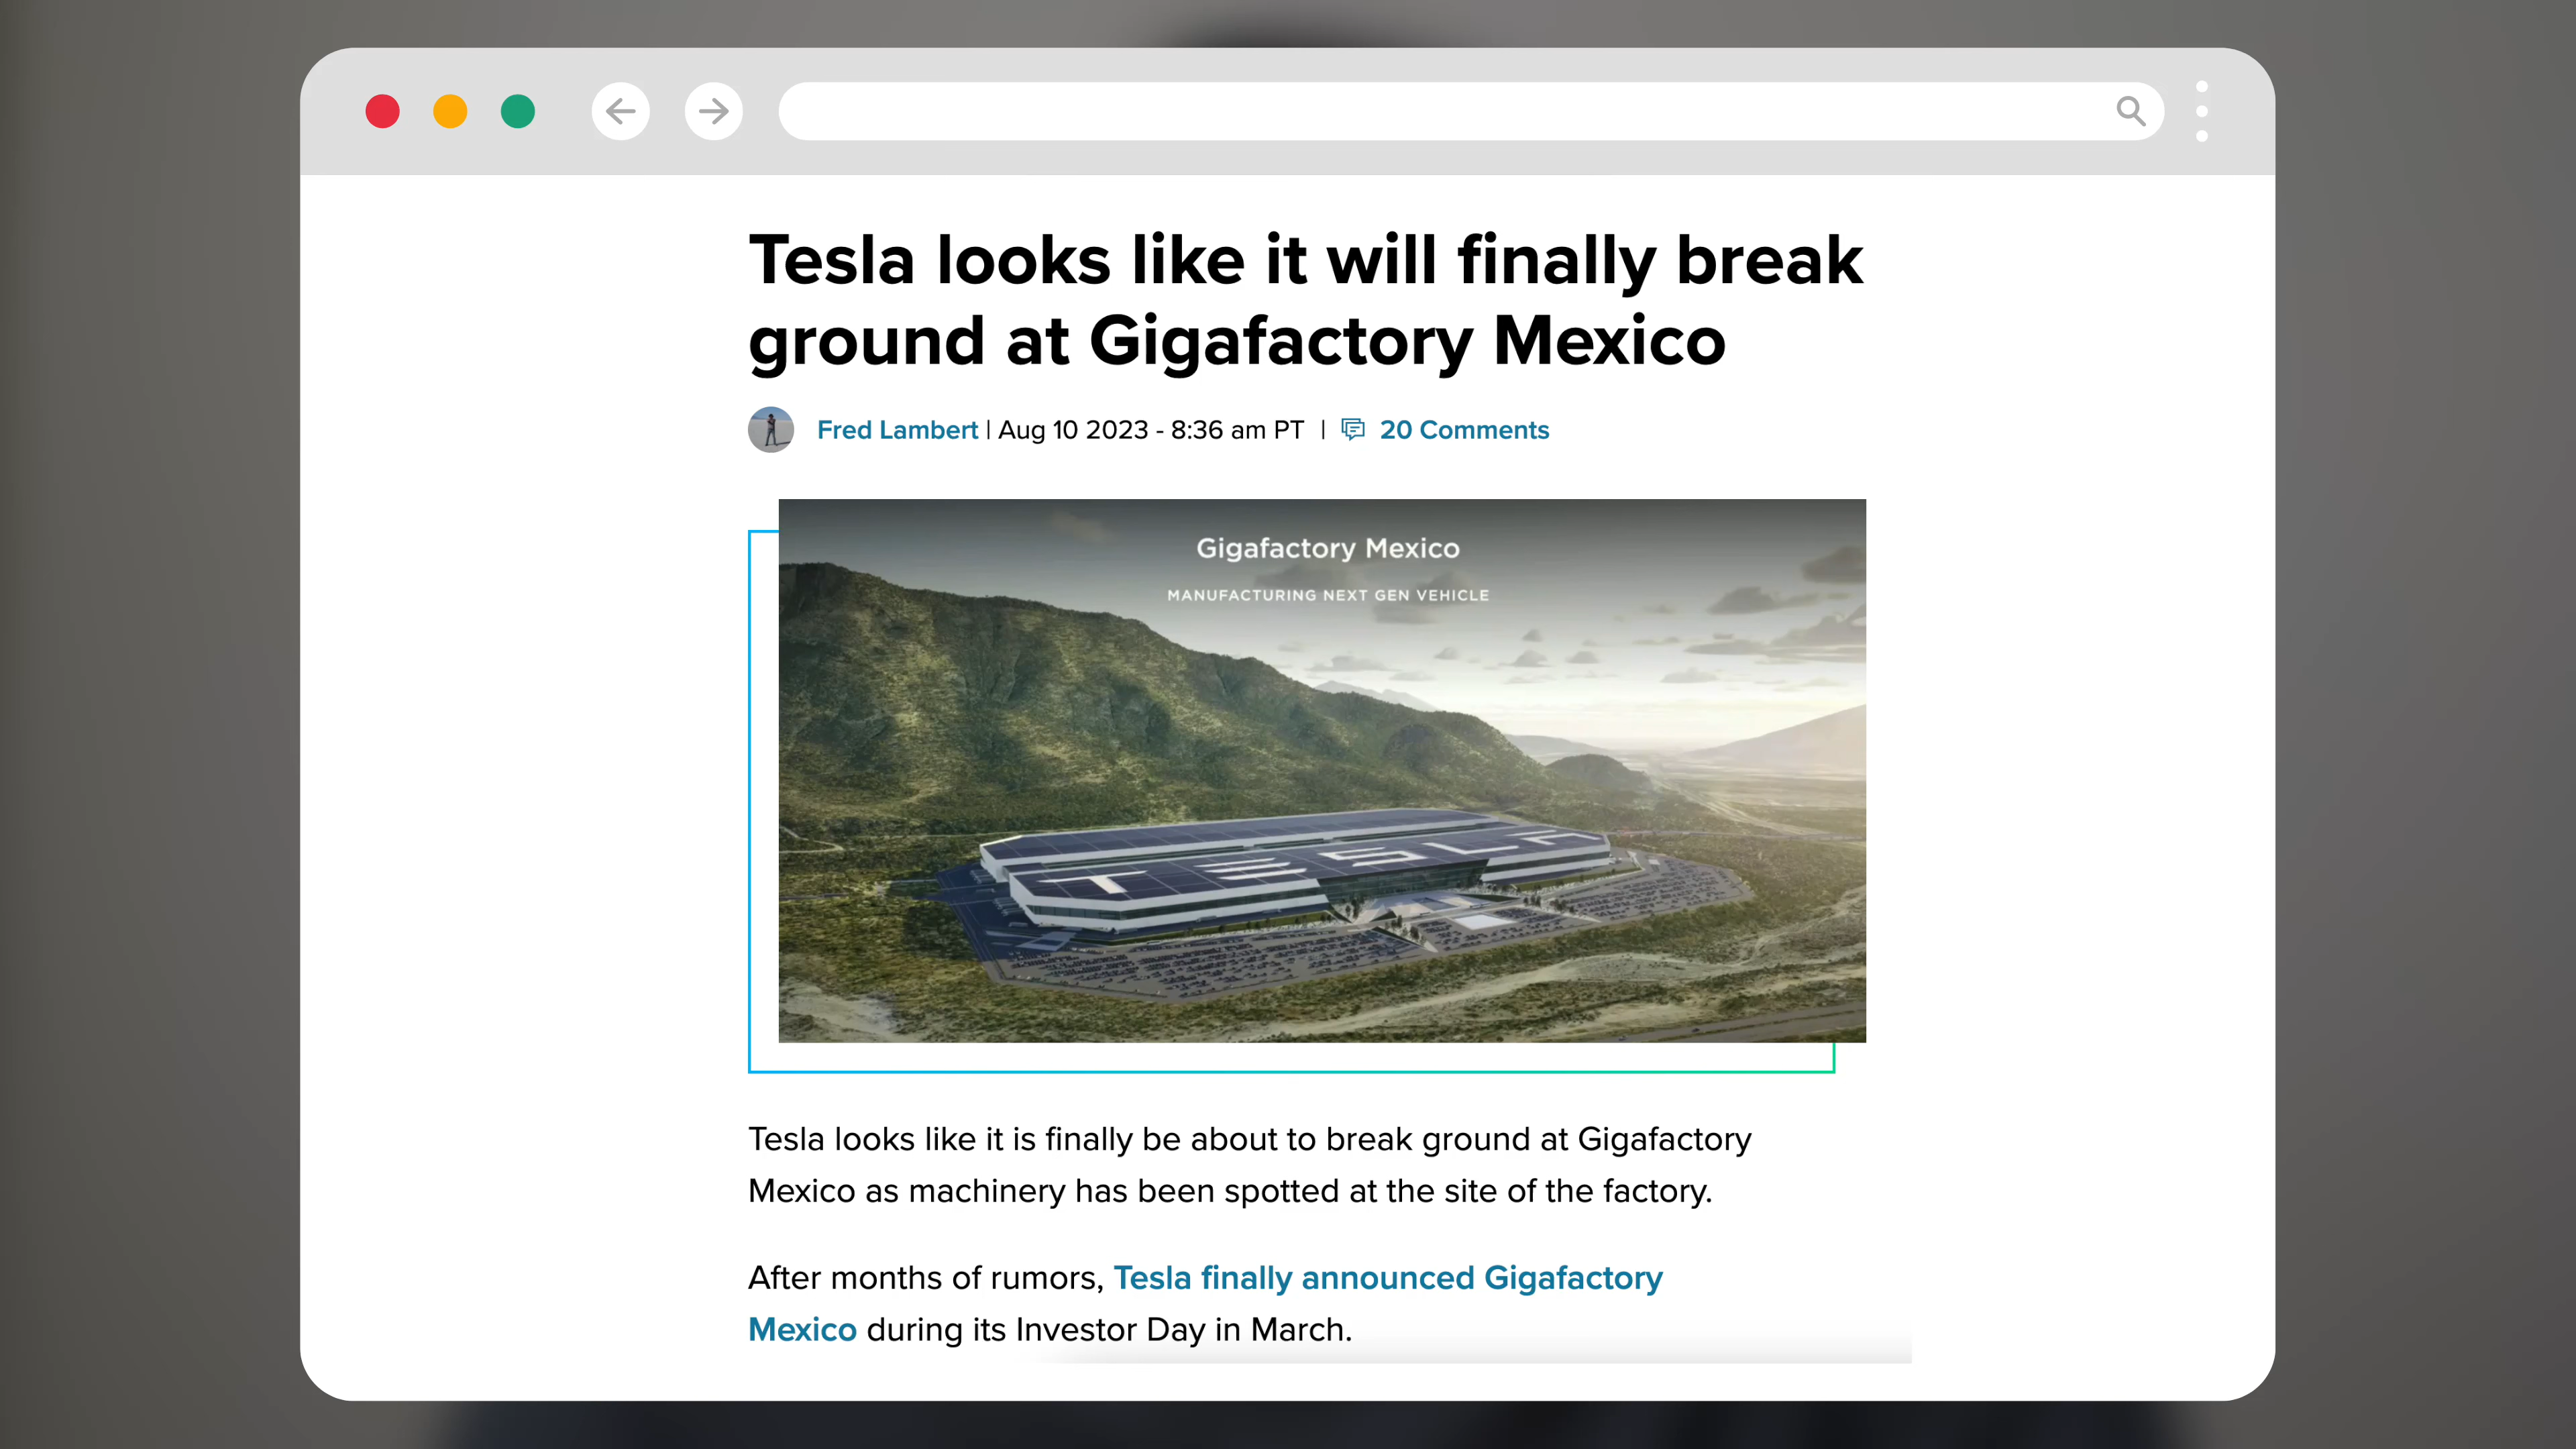 Tesla looks like it will finally break
ground at Gigafactory Mexico
Fred Lambert | Aug 10 2023 - 8:36 am PT | 20 Comments
Gigafactory Mexico
MANUFACTURING NEXT GEN VEHICLE
TESLA
Tesla looks like it is finally be about to break ground at Gigafactory
Mexico as machinery has been spotted at the site of the factory.
After months of rumors, Tesla finally announced Gigafactory
Mexico during its Investor Day in March.